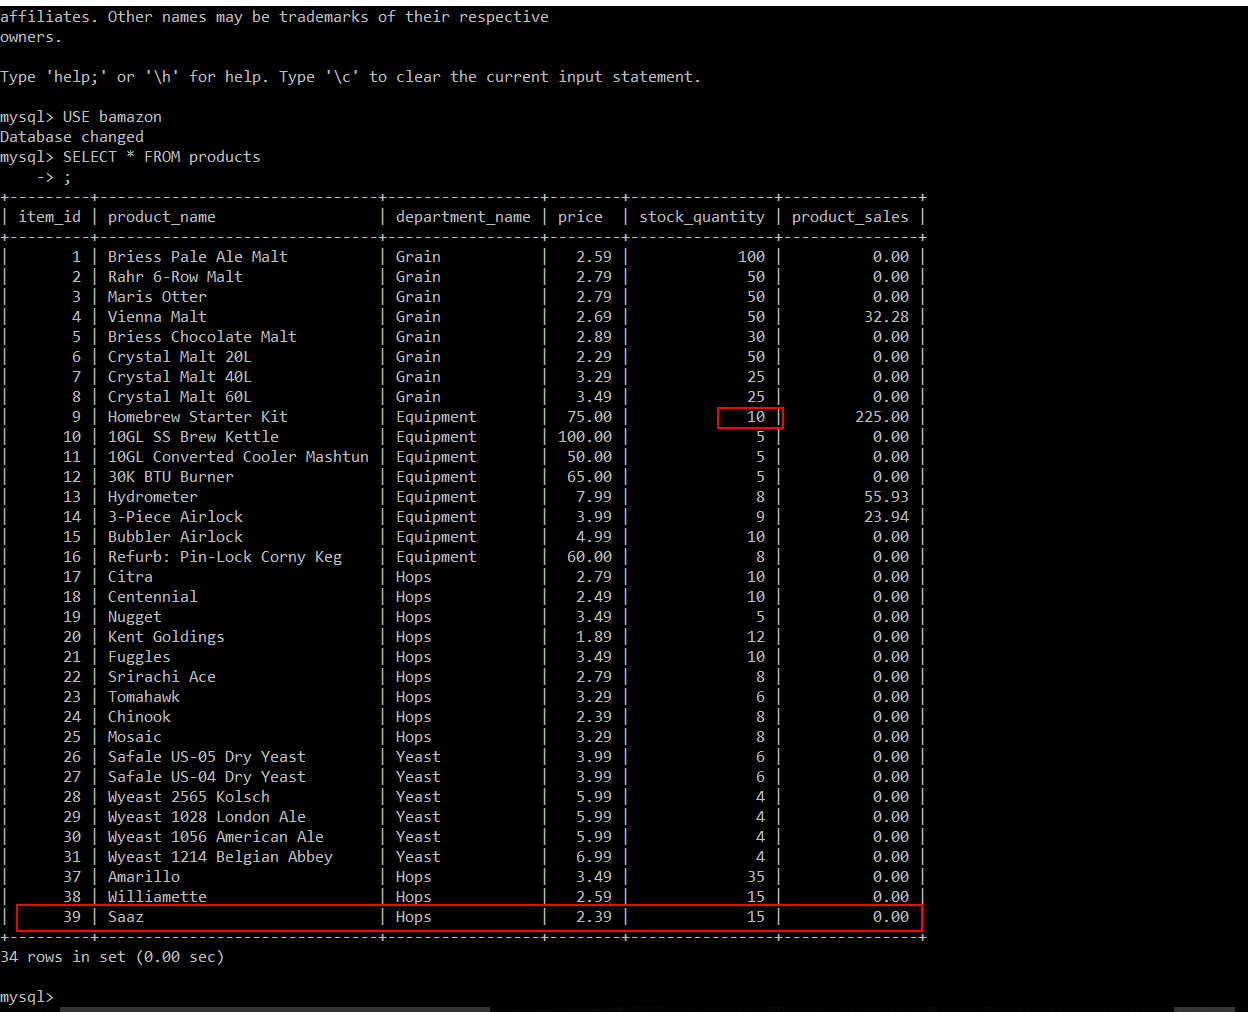 affiliates. Other names may be trademarks of their respective
owners.
Type 'help;' or '\h' for help. Type '\c' to clear the current input statement.
mysql> USE bamazon
Database changed
mysql> SELECT * FROM products
    -> ;
+---------+-------------------------------+-----------------+--------+----------------+---------------+
| item_id | product_name                  | department_name | price  | stock_quantity | product_sales |
+---------+-------------------------------+-----------------+--------+----------------+---------------+
|       1 | Briess Pale Ale Malt          | Grain           |   2.59 |            100 |          0.00 |
|       2 | Rahr 6-Row Malt               | Grain           |   2.79 |             50 |          0.00 |
|       3 | Maris Otter                   | Grain           |   2.79 |             50 |          0.00 |
|       4 | Vienna Malt                   | Grain           |   2.69 |             50 |         32.28 |
|       5 | Briess Chocolate Malt         | Grain           |   2.89 |             30 |          0.00 |
|       6 | Crystal Malt 20L              | Grain           |   2.29 |             50 |          0.00 |
|       7 | Crystal Malt 40L              | Grain           |   3.29 |             25 |          0.00 |
|       8 | Crystal Malt 60L              | Grain           |   3.49 |             25 |          0.00 |
|       9 | Homebrew Starter Kit          | Equipment       |  75.00 |             10 |        225.00 |
|      10 | 10GL SS Brew Kettle           | Equipment       | 100.00 |              5 |          0.00 |
|      11 | 10GL Converted Cooler Mashtun | Equipment       |  50.00 |              5 |          0.00 |
|      12 | 30K BTU Burner                | Equipment       |  65.00 |              5 |          0.00 |
|      13 | Hydrometer                    | Equipment       |   7.99 |              8 |         55.93 |
|      14 | 3-Piece Airlock               | Equipment       |   3.99 |              9 |         23.94 |
|      15 | Bubbler Airlock               | Equipment       |   4.99 |             10 |          0.00 |
|      16 | Refurb: Pin-Lock Corny Keg    | Equipment       |  60.00 |              8 |          0.00 |
|      17 | Citra                         | Hops            |   2.79 |             10 |          0.00 |
|      18 | Centennial                    | Hops            |   2.49 |             10 |          0.00 |
|      19 | Nugget                        | Hops            |   3.49 |              5 |          0.00 |
|      20 | Kent Goldings                 | Hops            |   1.89 |             12 |          0.00 |
|      21 | Fuggles                       | Hops            |   3.49 |             10 |          0.00 |
|      22 | Srirachi Ace                  | Hops            |   2.79 |              8 |          0.00 |
|      23 | Tomahawk                      | Hops            |   3.29 |              6 |          0.00 |
|      24 | Chinook                       | Hops            |   2.39 |              8 |          0.00 |
|      25 | Mosaic                        | Hops            |   3.29 |              8 |          0.00 |
|      26 | Safale US-05 Dry Yeast        | Yeast           |   3.99 |              6 |          0.00 |
|      27 | Safale US-04 Dry Yeast        | Yeast           |   3.99 |              6 |          0.00 |
|      28 | Wyeast 2565 Kolsch            | Yeast           |   5.99 |              4 |          0.00 |
|      29 | Wyeast 1028 London Ale        | Yeast           |   5.99 |              4 |          0.00 |
|      30 | Wyeast 1056 American Ale      | Yeast           |   5.99 |              4 |          0.00 |
|      31 | Wyeast 1214 Belgian Abbey     | Yeast           |   6.99 |              4 |          0.00 |
|      37 | Amarillo                      | Hops            |   3.49 |             35 |          0.00 |
|      38 | Williamette                   | Hops            |   2.59 |             15 |          0.00 |
|      39 | Saaz                          | Hops            |   2.39 |             15 |          0.00 |
+---------+-------------------------------+-----------------+--------+----------------+---------------+
34 rows in set (0.00 sec)
mysql>